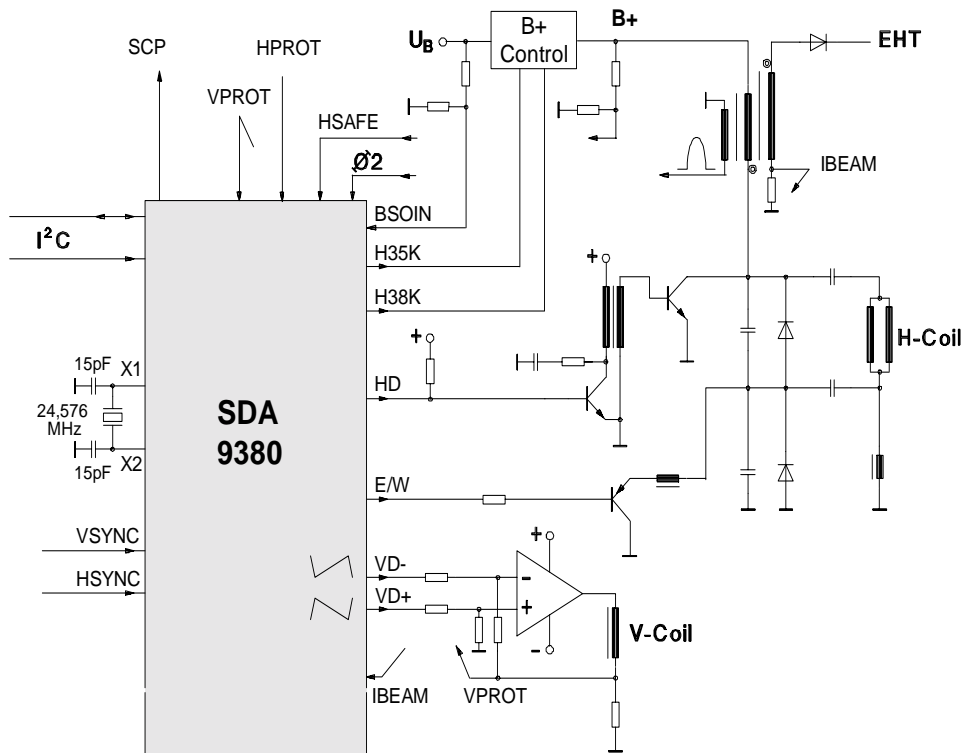 SCP
HPROT
VPROT
HSAFE
Ø2
U_B
B+
Control
B+
EHT
IBEAM
BSOIN
H35K
H38K
I²C
+
+
15pF
X1
24,576
MHz
15pF
X2
HD
SDA
9380
H-Coil
E/W
VSYNC
HSYNC
VD-
VD+
+
-
+
-
V-Coil
IBEAM
VPROT